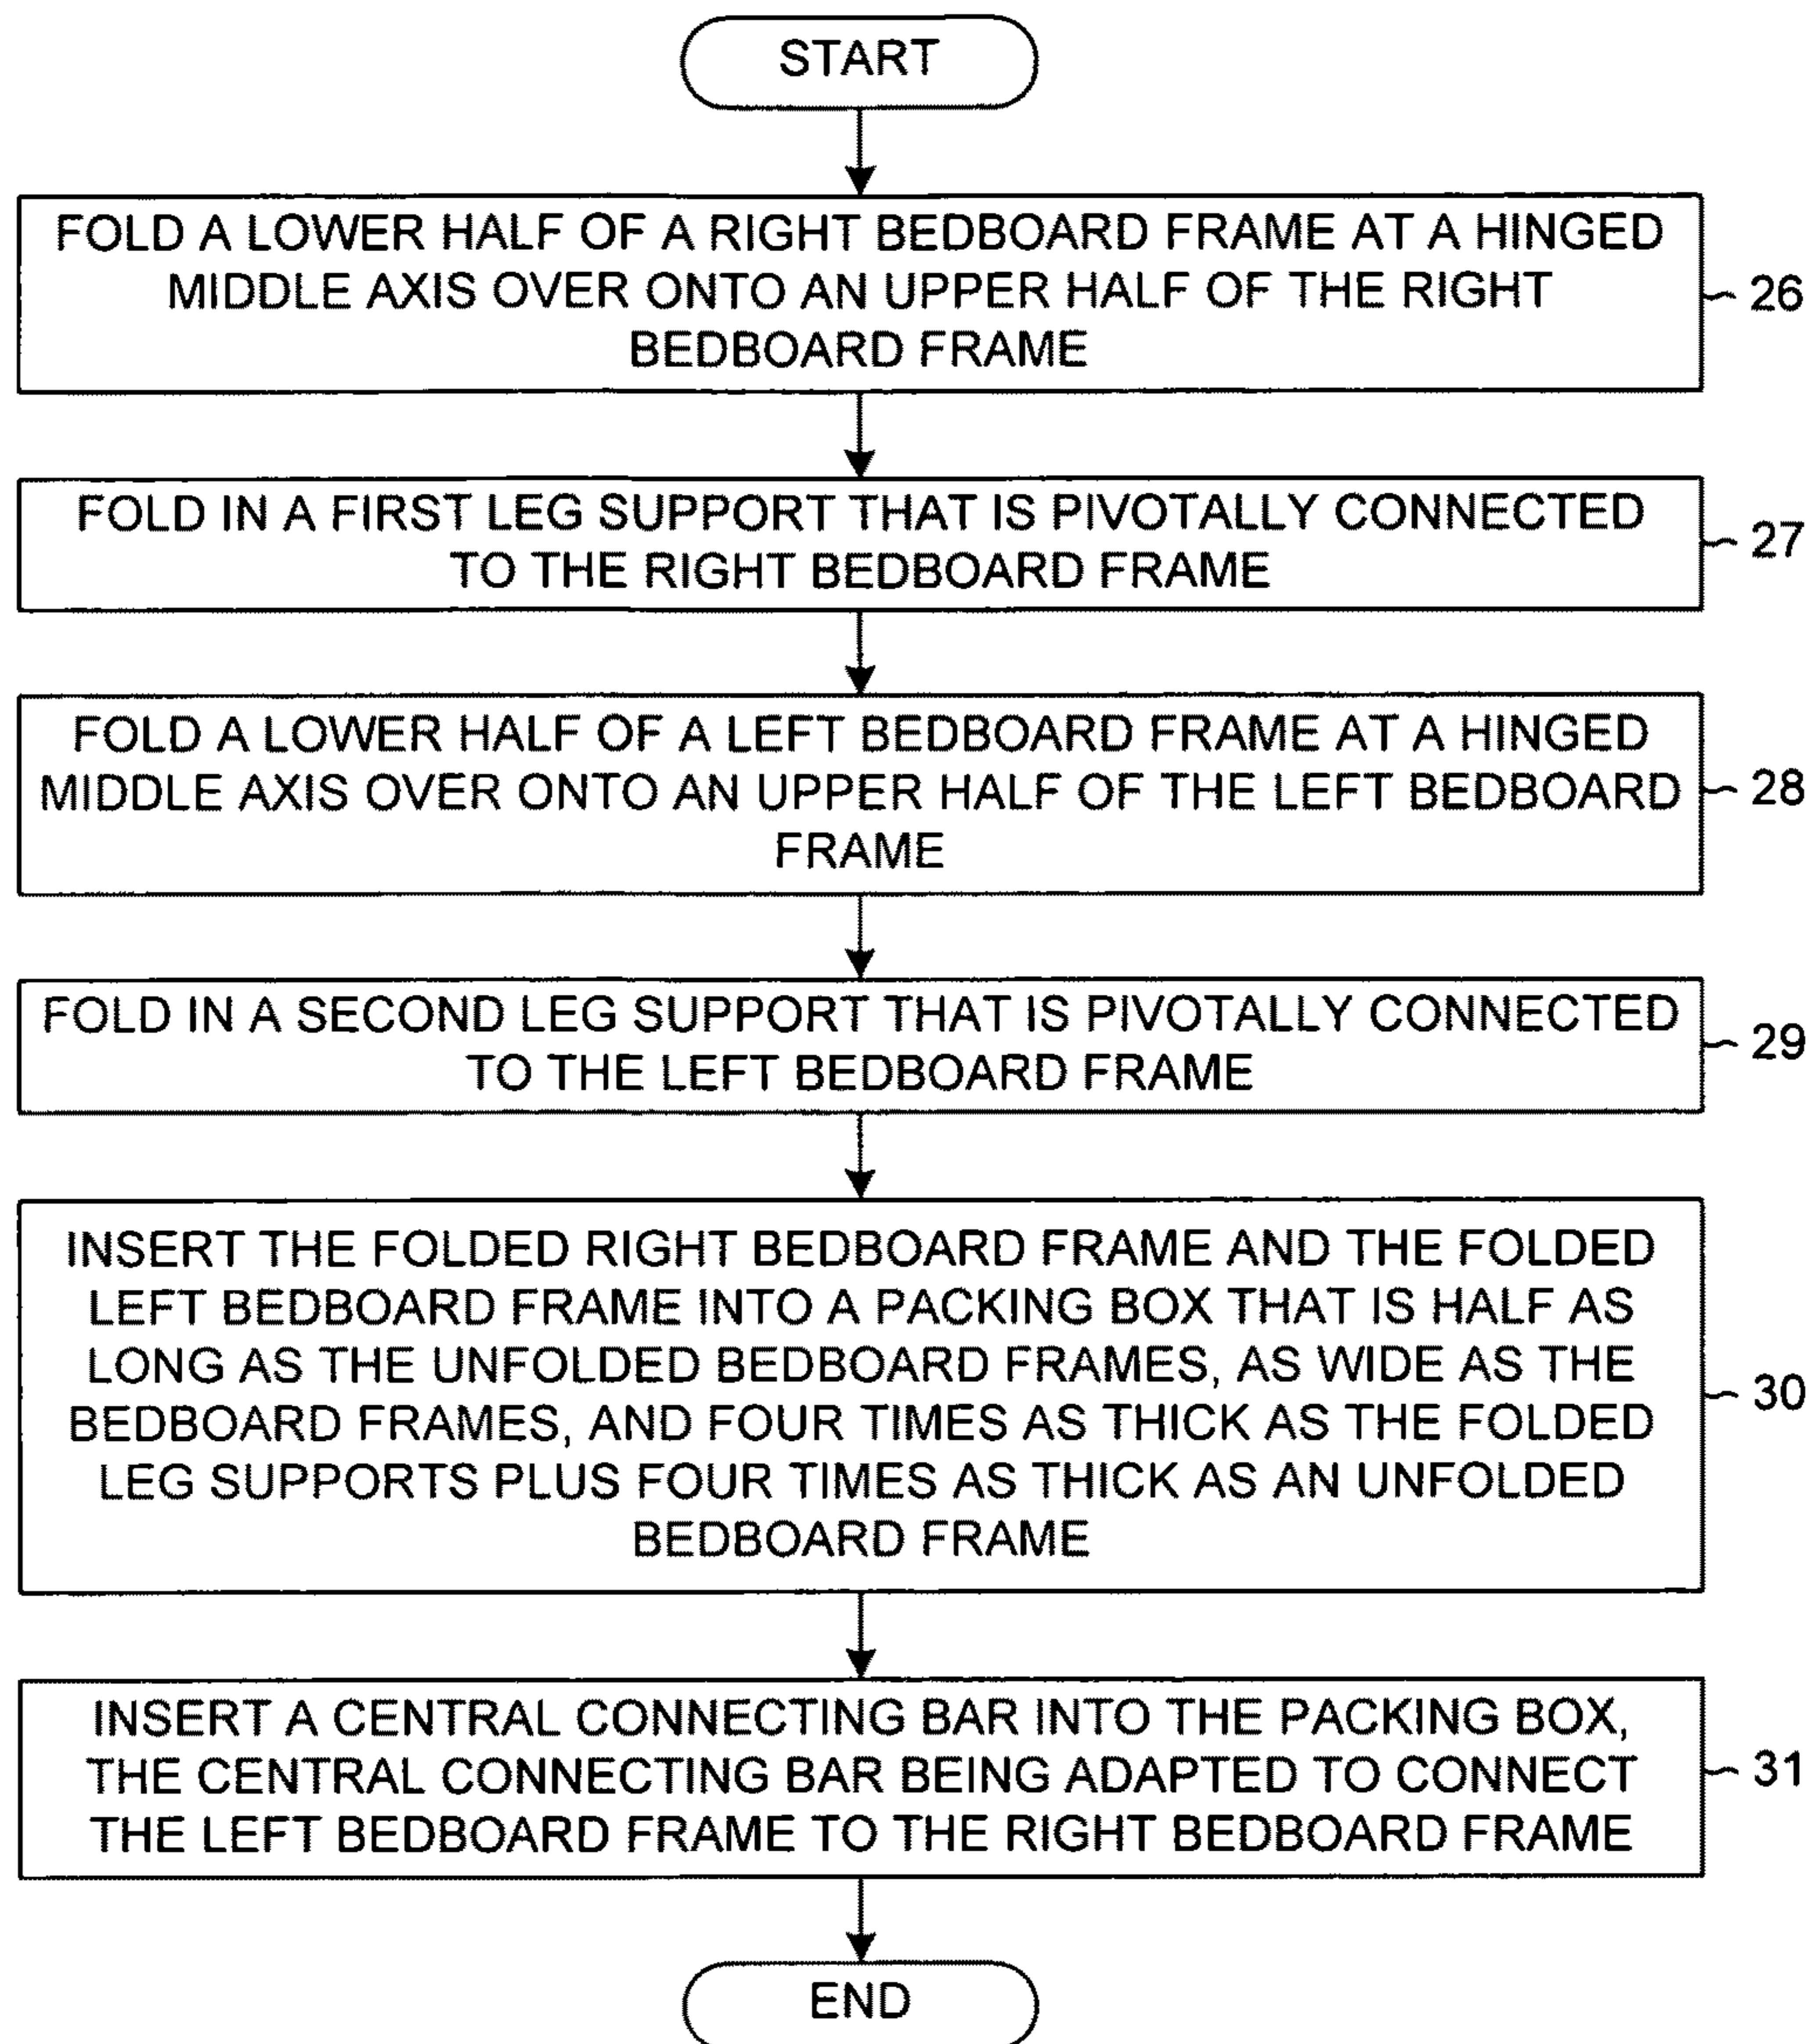 START
FOLD A LOWER HALF OF A RIGHT BEDBOARD FRAME AT A HINGED
MIDDLE AXIS OVER ONTO AN UPPER HALF OF THE RIGHT
BEDBOARD FRAME
26
FOLD IN A FIRST LEG SUPPORT THAT IS PIVOTALLY CONNECTED
TO THE RIGHT BEDBOARD FRAME
27
FOLD A LOWER HALF OF A LEFT BEDBOARD FRAME AT A HINGED
MIDDLE AXIS OVER ONTO AN UPPER HALF OF THE LEFT BEDBOARD
FRAME
28
FOLD IN A SECOND LEG SUPPORT THAT IS PIVOTALLY CONNECTED
TO THE LEFT BEDBOARD FRAME
29
INSERT THE FOLDED RIGHT BEDBOARD FRAME AND THE FOLDED
LEFT BEDBOARD FRAME INTO A PACKING BOX THAT IS HALF AS
LONG AS THE UNFOLDED BEDBOARD FRAMES, AS WIDE AS THE
BEDBOARD FRAMES, AND FOUR TIMES AS THICK AS THE FOLDED
LEG SUPPORTS PLUS FOUR TIMES AS THICK AS AN UNFOLDED
BEDBOARD FRAME
30
INSERT A CENTRAL CONNECTING BAR INTO THE PACKING BOX,
THE CENTRAL CONNECTING BAR BEING ADAPTED TO CONNECT
THE LEFT BEDBOARD FRAME TO THE RIGHT BEDBOARD FRAME
31
END